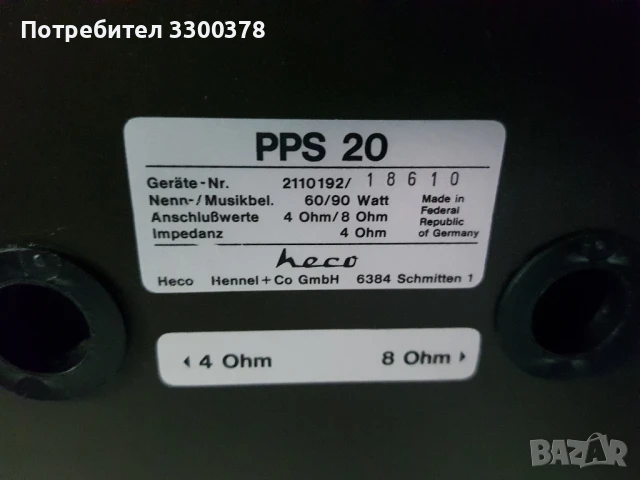 Потребител 3300378
PPS 20
Geräte-Nr. 2110192/ 18610
Nenn-/Musikbel. 60/90 Watt
Anschlußwerte 4 Ohm/8 Ohm
Impedanz 4 Ohm
Made in
Federal
Republic
of Germany
heco
Heco Hennel+Co GmbH 6384 Schmitten 1
4 Ohm 8 Ohm
BAZAR